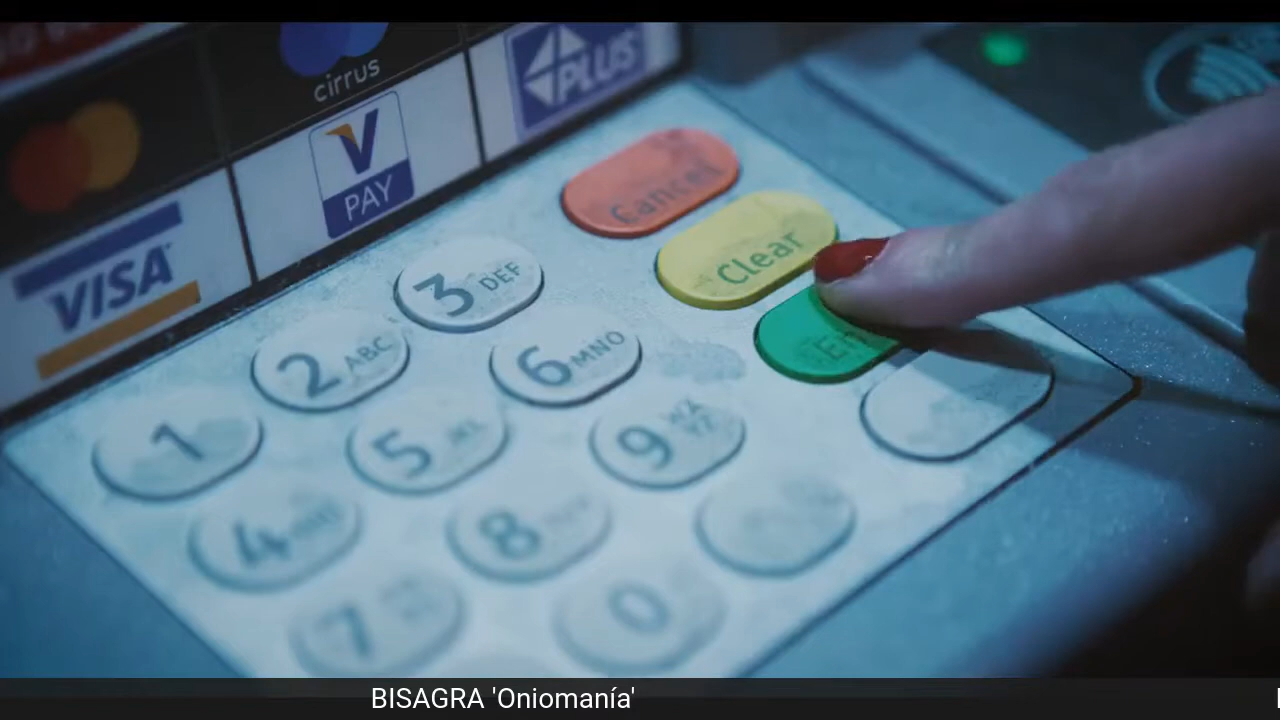 cirrus
PLUS
V
PAY
VISA
Cancel
Clear
3 DEF
2 ABC
6 MNO
1
5 JKL
9
4
8
7
0
BISAGRA 'Oniomanía'